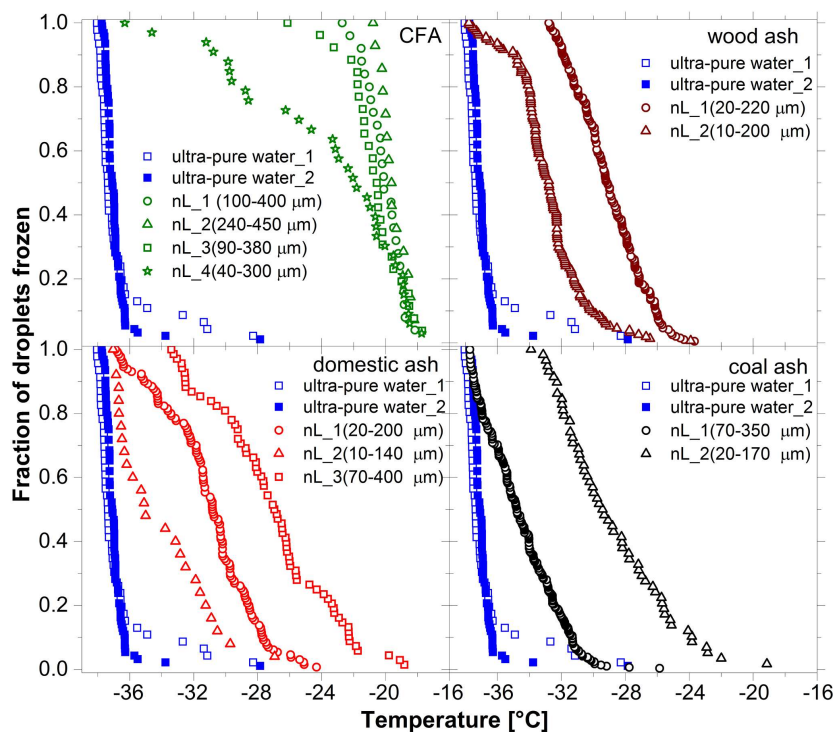 1.0
0.8
0.6
0.4
0.2
CFA
ultra-pure water_1
ultra-pure water_2
nL_1 (100-400 μm)
nL_2(240-450 μm)
nL_3(90-380 μm)
nL_4(40-300 μm)
wood ash
ultra-pure water_1
ultra-pure water_2
nL_1(20-220 μm)
nL_2(10-200 μm)
Fraction of droplets frozen
1.0
0.8
0.6
0.4
0.2
0.0
domestic ash
ultra-pure water_1
ultra-pure water_2
nL_1(20-200 μm)
nL_2(10-140 μm)
nL_3(70-400 μm)
coal ash
ultra-pure water_1
ultra-pure water_2
nL_1(70-350 μm)
nL_2(20-170 μm)
-36 -32 -28 -24 -20 -16 -36 -32 -28 -24 -20 -16
Temperature [°C]